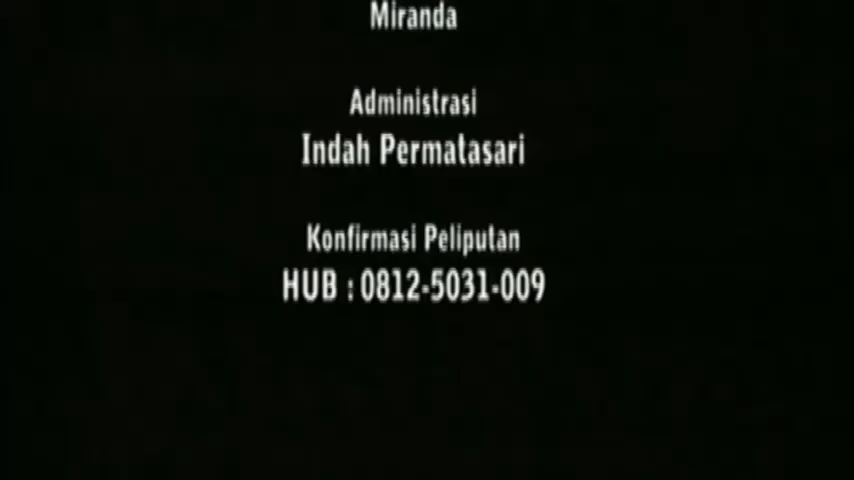 Miranda
Administrasi
Indah Permatasari
Konfirmasi Peliputan
HUB : 0812-5031-009